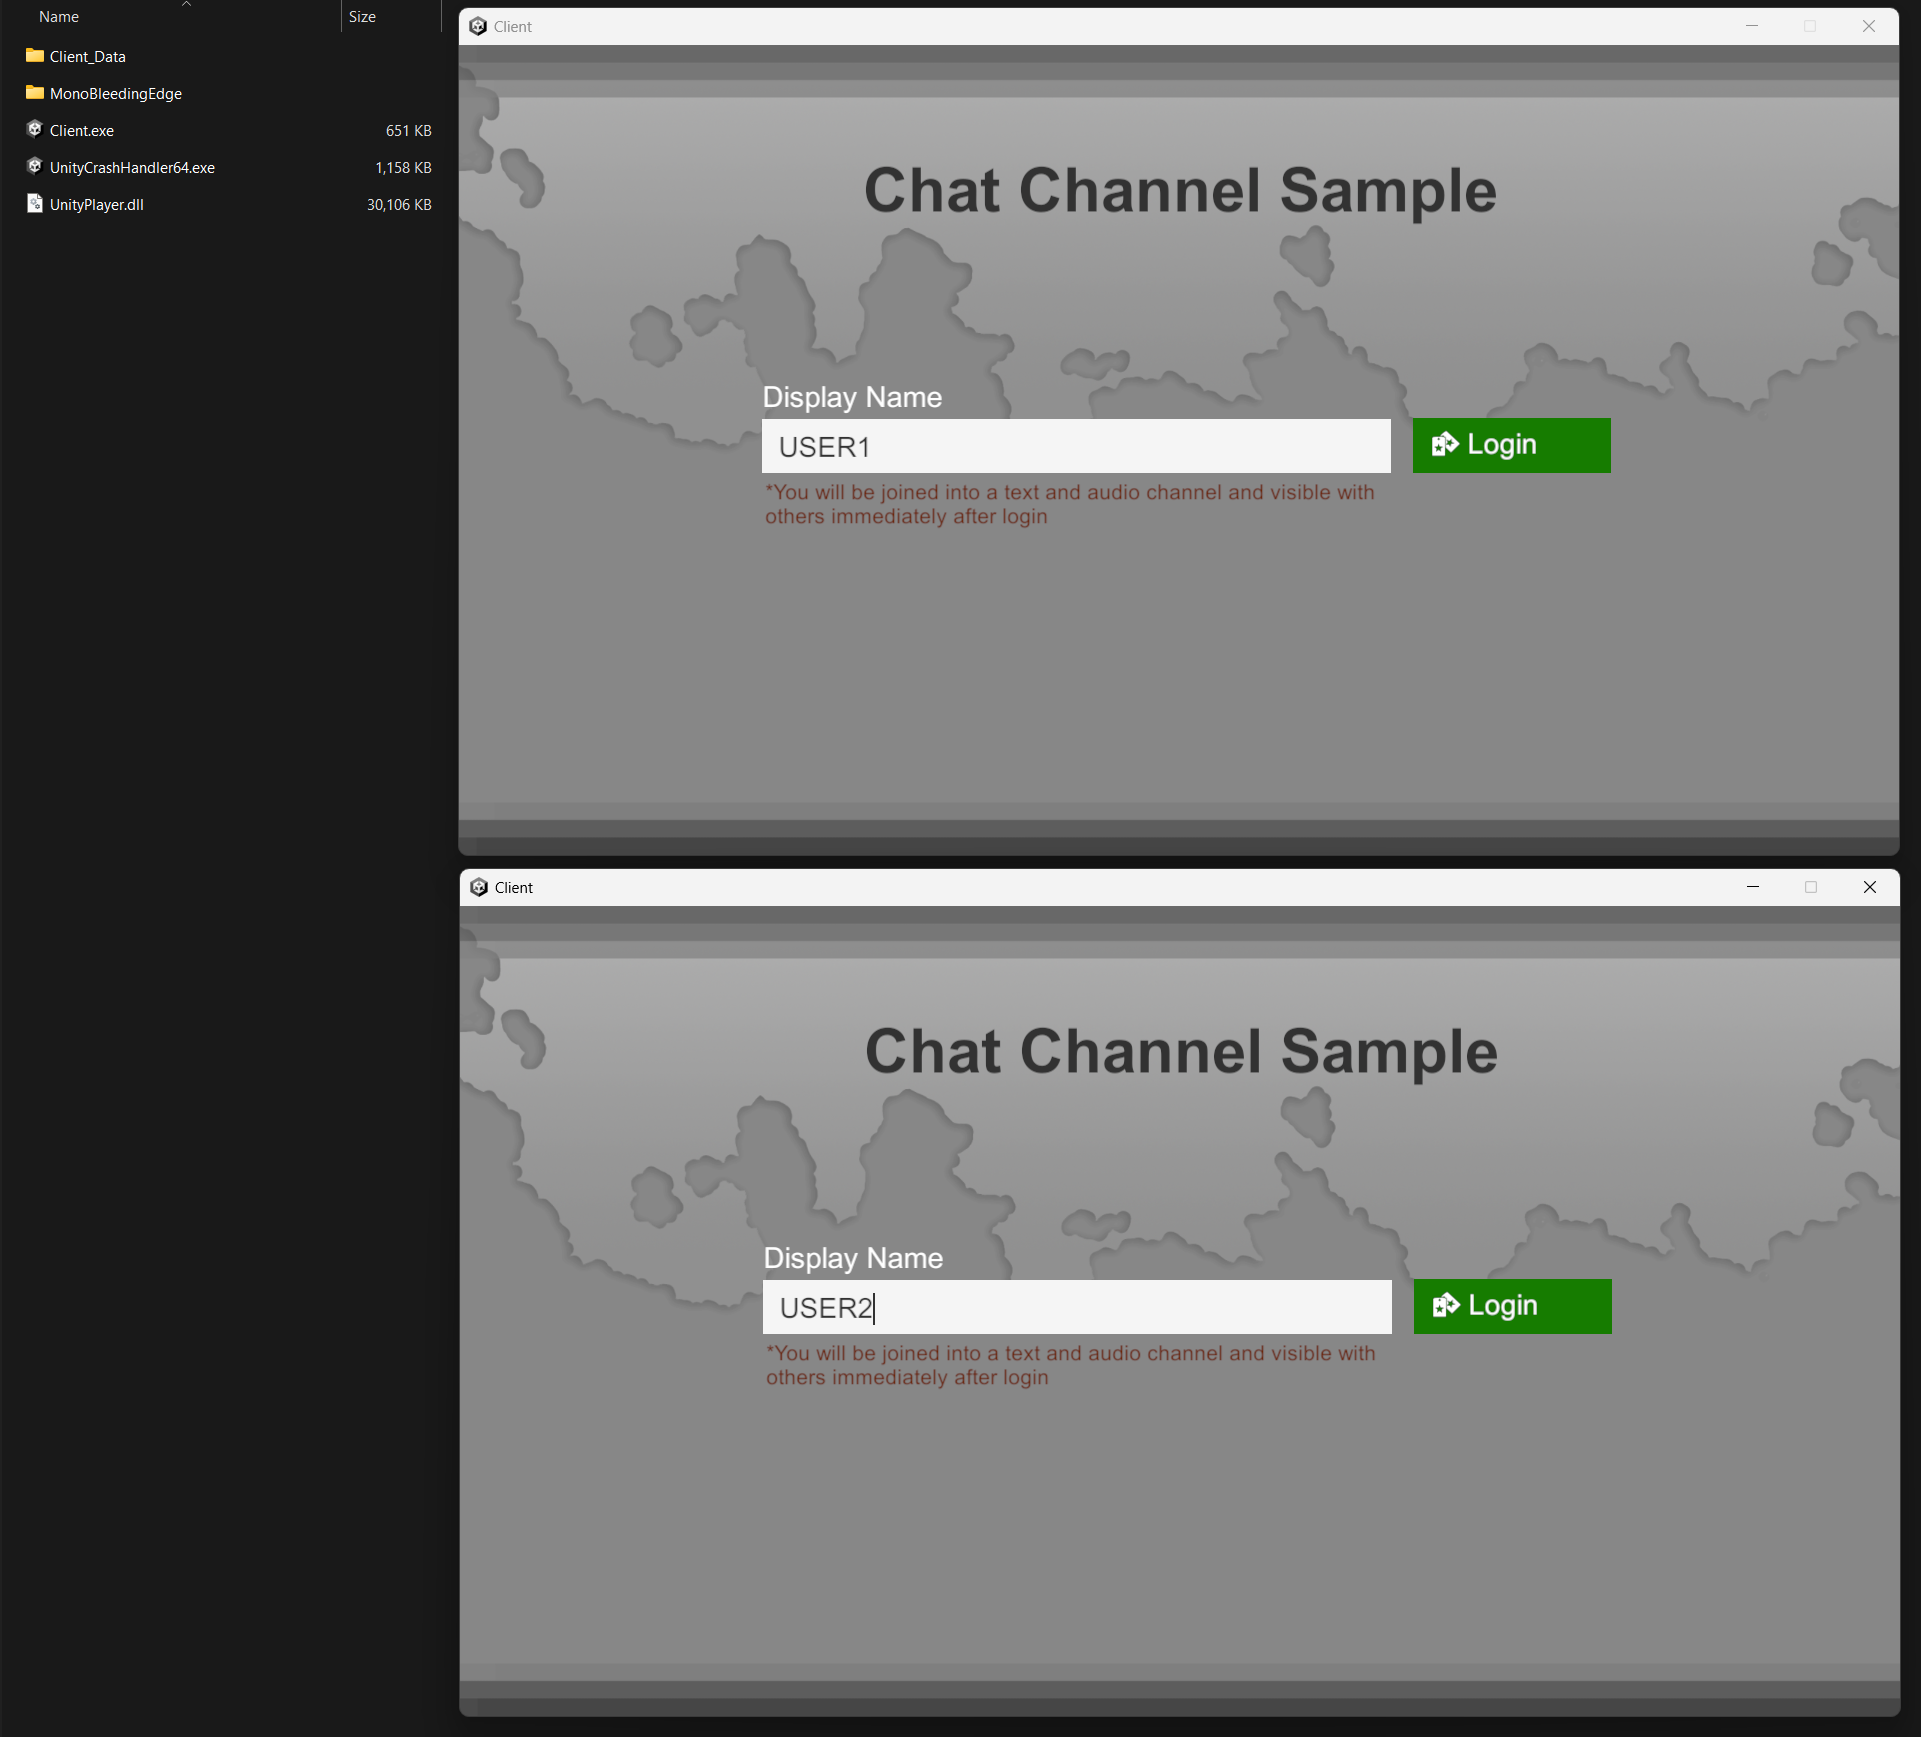 Name Size
Client_Data
MonoBleedingEdge
Client.exe 651 KB
UnityCrashHandler64.exe 1,158 KB
UnityPlayer.dll 30,106 KB
Client
Chat Channel Sample
Display Name
USER1 Login
*You will be joined into a text and audio channel and visible with
others immediately after login
Client
Chat Channel Sample
Display Name
USER2 Login
*You will be joined into a text and audio channel and visible with
others immediately after login